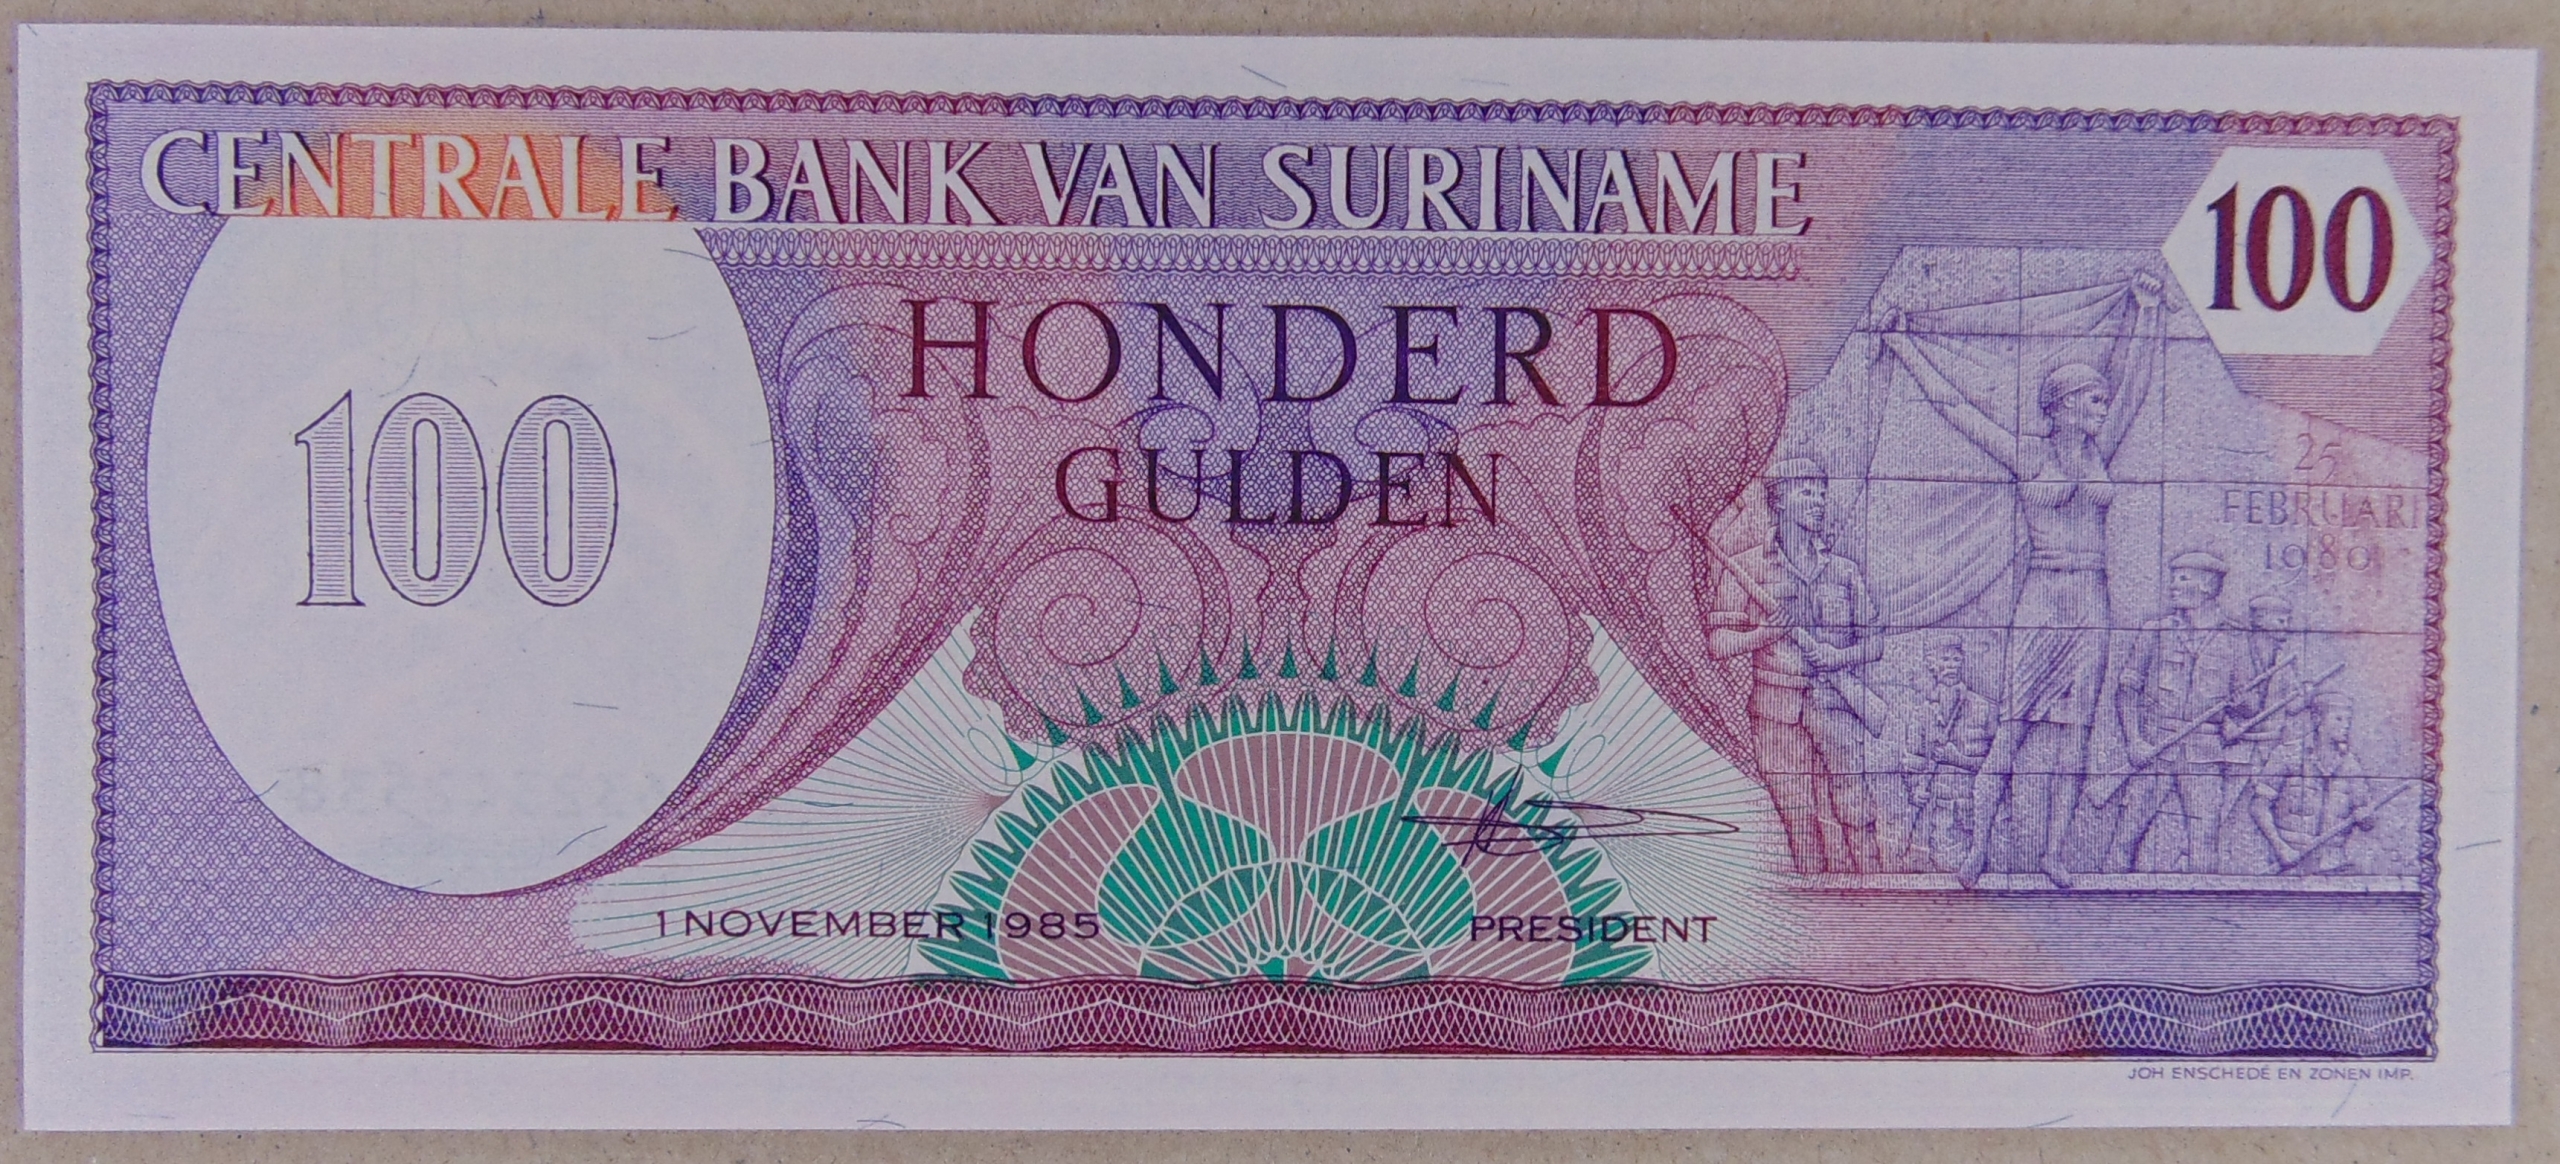 CENTRALE BANK VAN SURINAME
100
HONDERD
GULDEN
100
25
FEBRUARI
1980
1 NOVEMBER 1985
PRESIDENT
JOH ENSCHEDÉ EN ZONEN IMP.